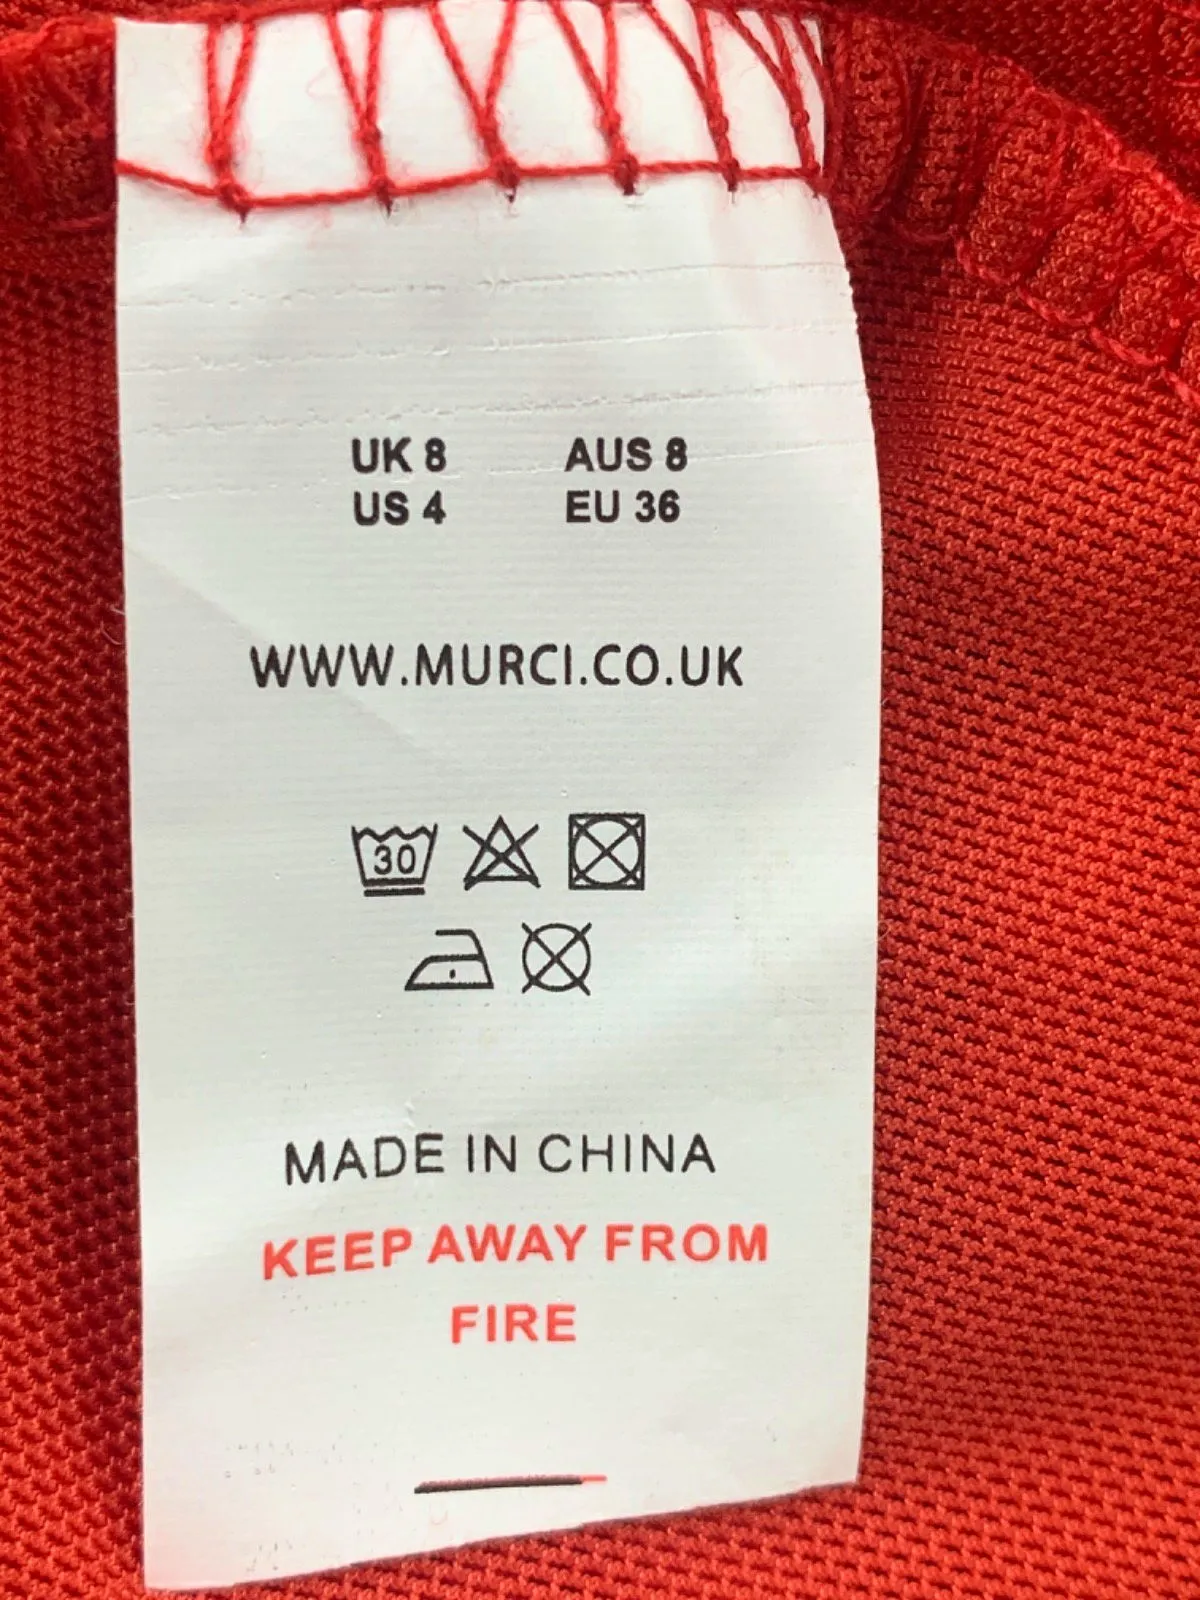 UK 8 AUS 8
US 4 EU 36
WWW.MURCI.CO.UK
30
MADE IN CHINA
KEEP AWAY FROM
FIRE